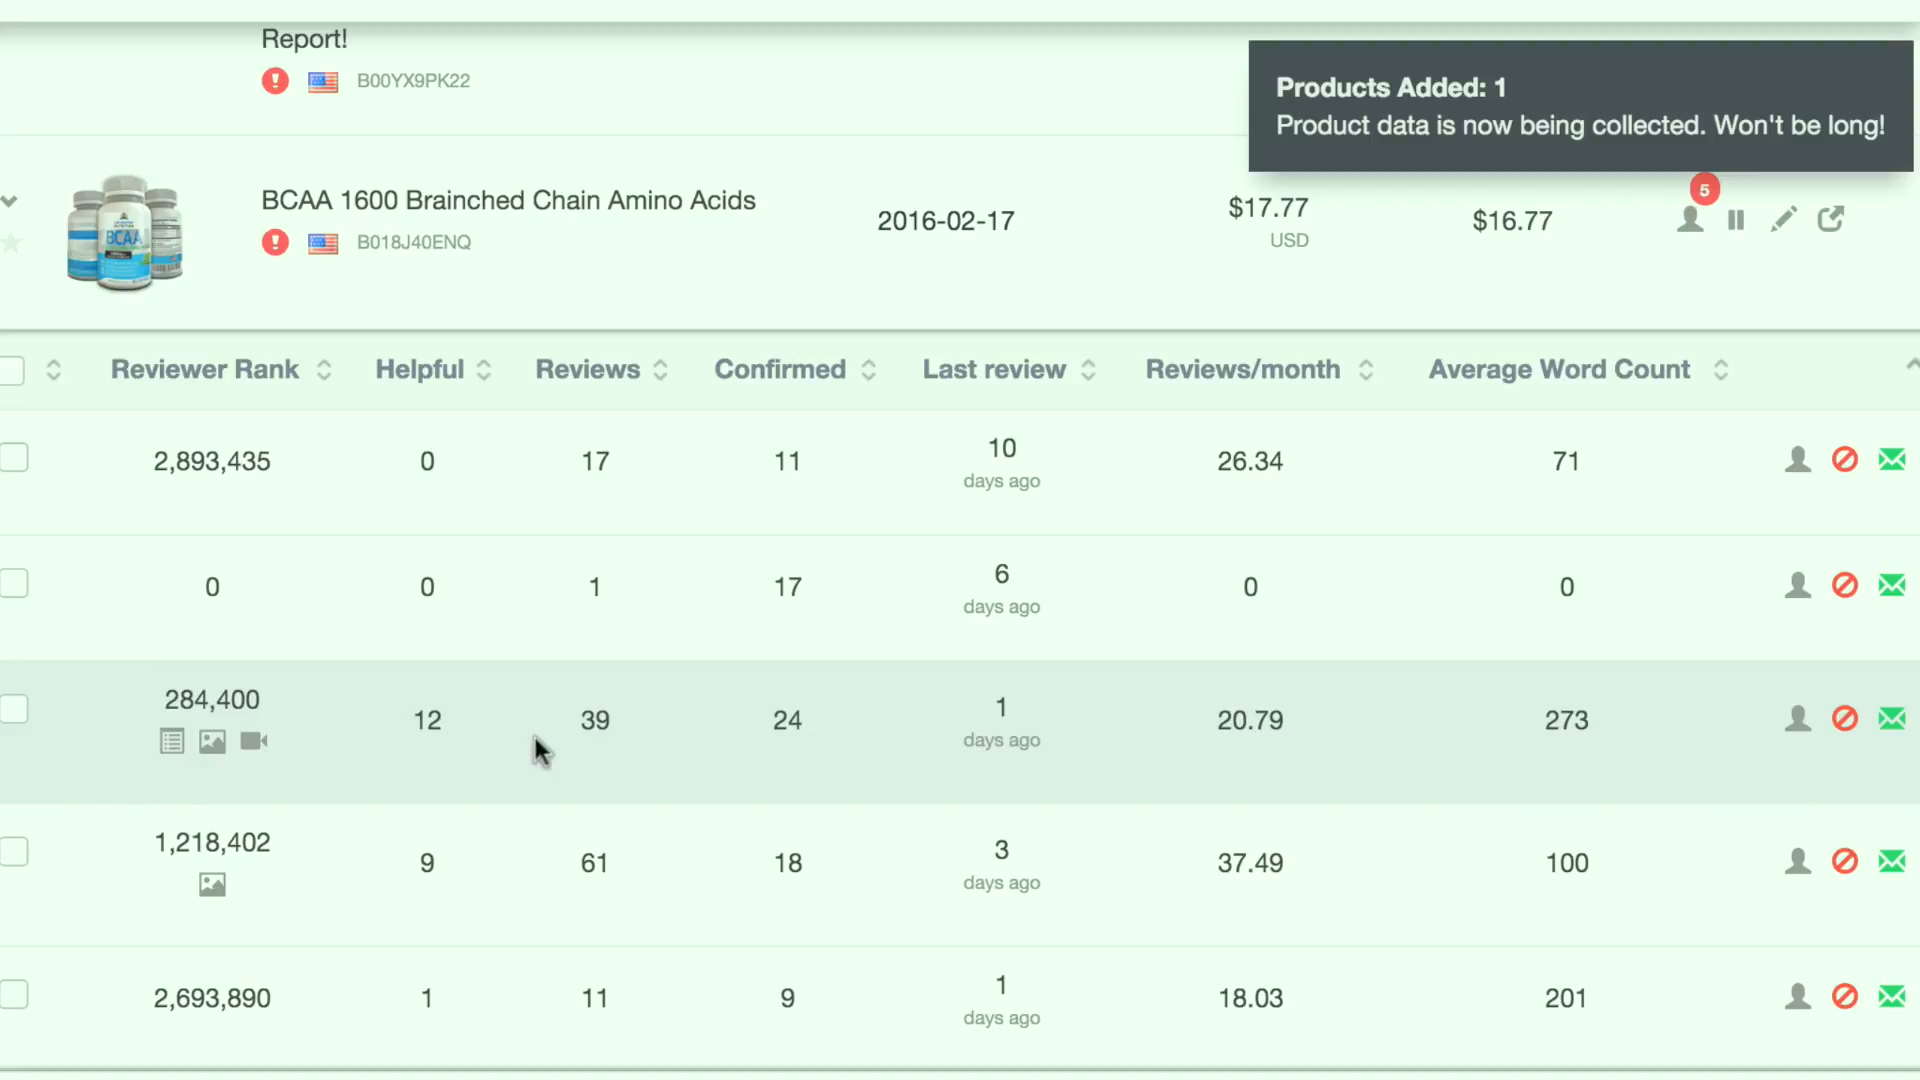 Report!
B00YX9PK22
Products Added: 1
Product data is now being collected. Won't be long!
BCAA 1600 Brainched Chain Amino Acids
B018J40ENQ
BCAA
2016-02-17
$17.77
USD
$16.77
5
Reviewer Rank Helpful Reviews Confirmed Last review Reviews/month Average Word Count
2,893,435 0 17 11 10 days ago 26.34 71
0 0 1 17 6 days ago 0 0
284,400 12 39 24 1 days ago 20.79 273
1,218,402 9 61 18 3 days ago 37.49 100
2,693,890 1 11 9 1 days ago 18.03 201